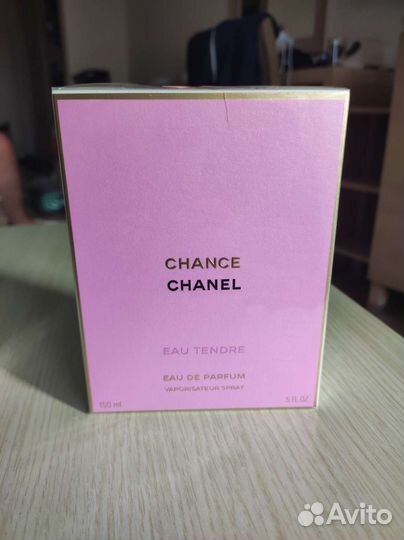 CHANCE
CHANEL
EAU TENDRE
EAU DE PARFUM
VAPORISATEUR SPRAY
150 ml
5 FL.OZ
Avito